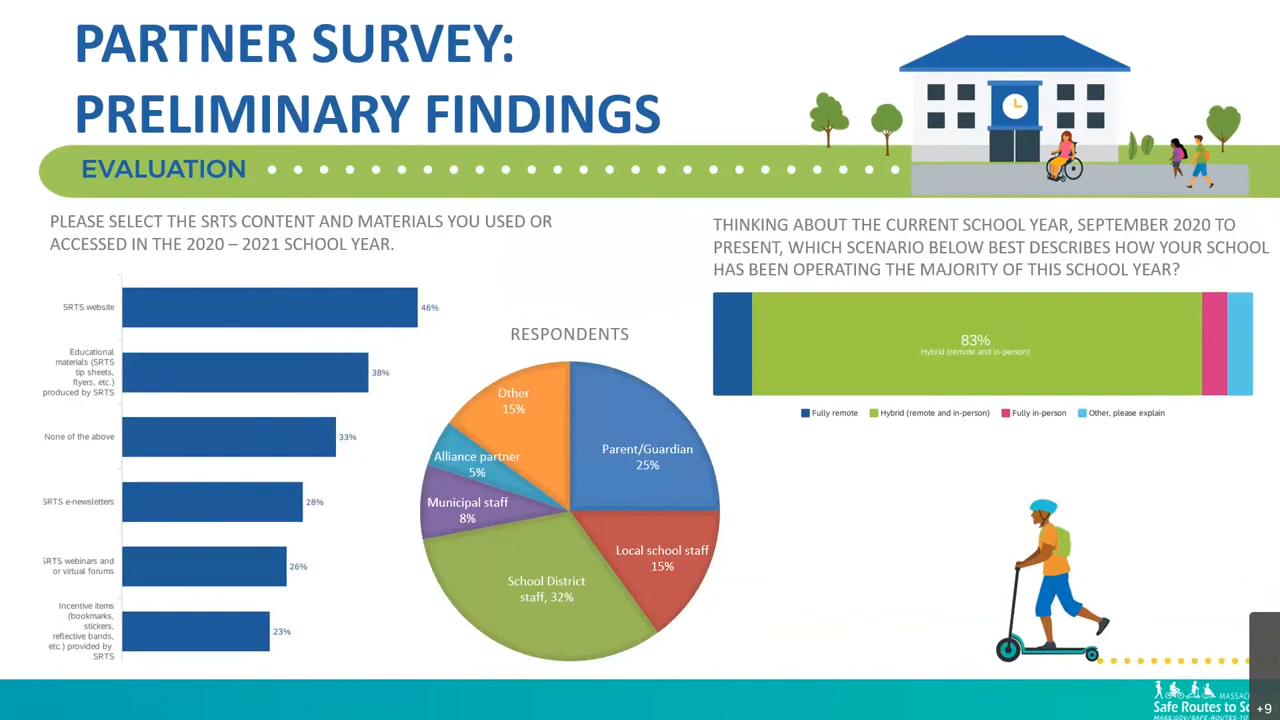 PARTNER SURVEY:
PRELIMINARY FINDINGS
EVALUATION
PLEASE SELECT THE SRTS CONTENT AND MATERIALS YOU USED OR
ACCESSED IN THE 2020 – 2021 SCHOOL YEAR.
SRTS website
46%
Educational
materials (SRTS
tip sheets,
flyers, etc.)
produced by SRTS
38%
None of the above
33%
SRTS e-newsletters
28%
SRTS webinars and
or virtual forums
26%
Incentive items
(bookmarks,
stickers,
reflective bands,
etc.) provided by
SRTS
23%
RESPONDENTS
Other
15%
Parent/Guardian
25%
Alliance partner
5%
Municipal staff
8%
Local school staff
15%
School District
staff, 32%
THINKING ABOUT THE CURRENT SCHOOL YEAR, SEPTEMBER 2020 TO
PRESENT, WHICH SCENARIO BELOW BEST DESCRIBES HOW YOUR SCHOOL
HAS BEEN OPERATING THE MAJORITY OF THIS SCHOOL YEAR?
83%
Hybrid (remote and in-person)
Fully remote
Hybrid (remote and in-person)
Fully in-person
Other, please explain
Safe Routes to
+9